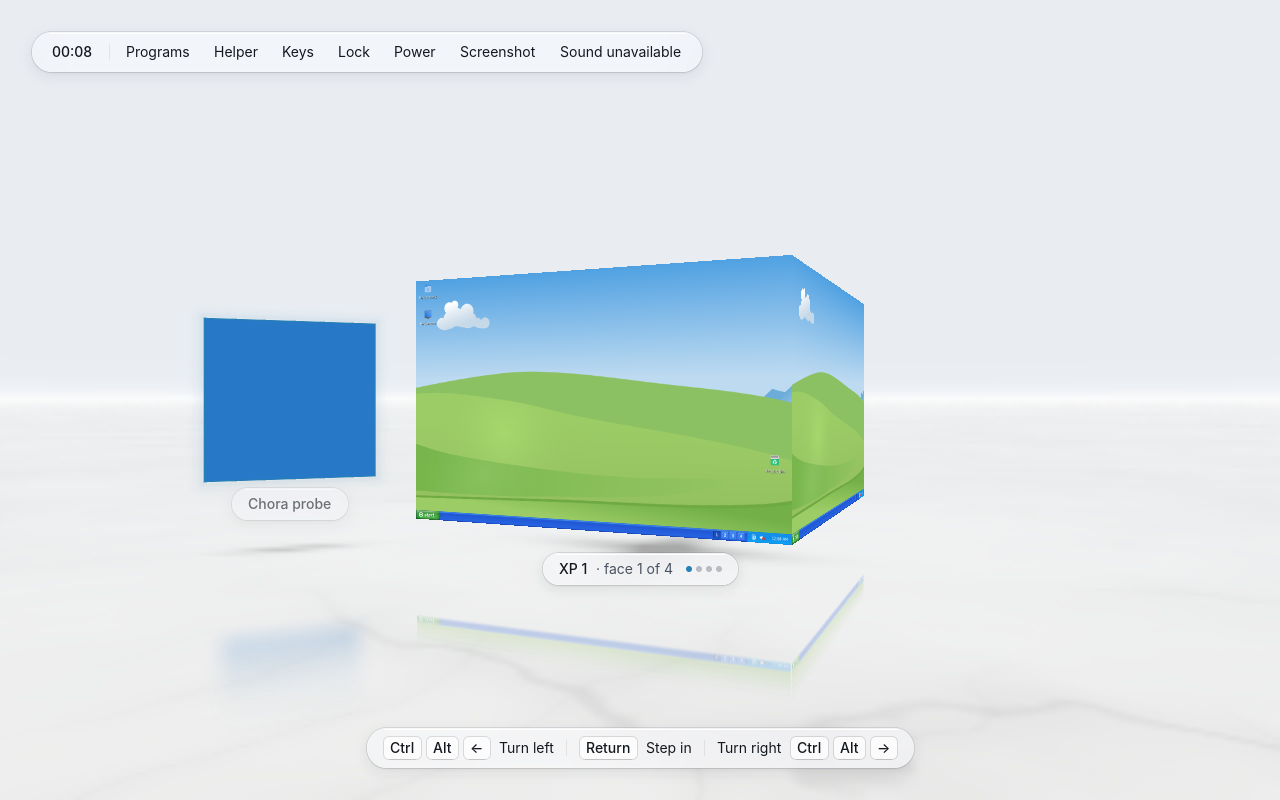 00:08 Programs Helper Keys Lock Power Screenshot Sound unavailable
start
Chora probe
XP 1 · face 1 of 4
Ctrl Alt ← Turn left Return Step in Turn right Ctrl Alt →